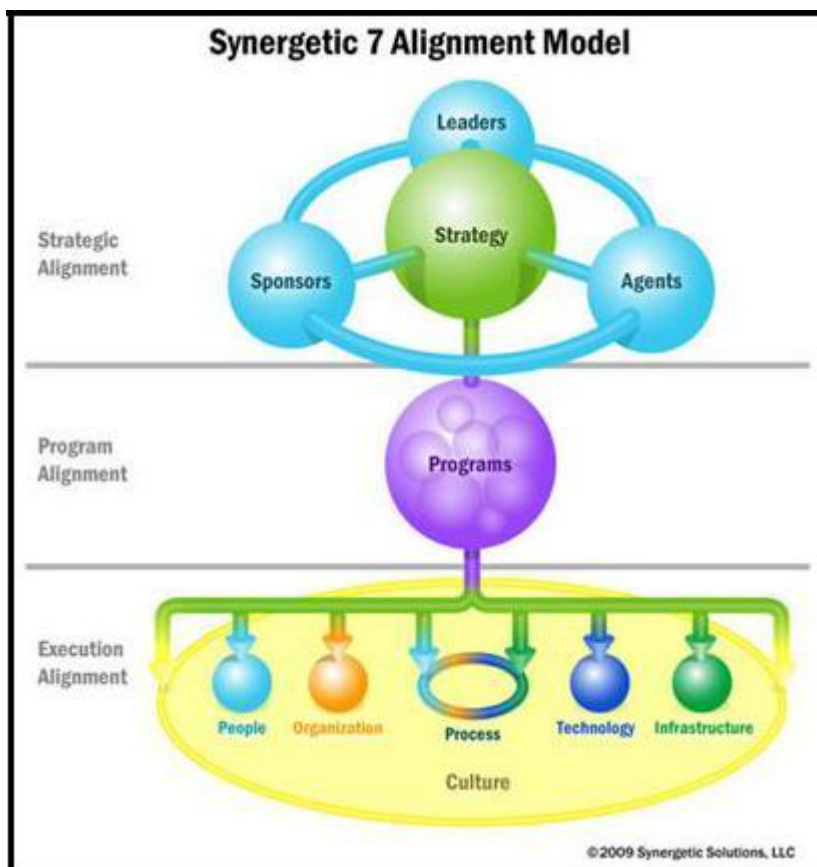 Synergetic 7 Alignment Model
Leaders
Strategic
Alignment
Strategy
Sponsors
Agents
Program
Alignment
Programs
Execution
Alignment
People
Organization
Process
Technology
Infrastructure
Culture
©2009 Synergetic Solutions, LLC